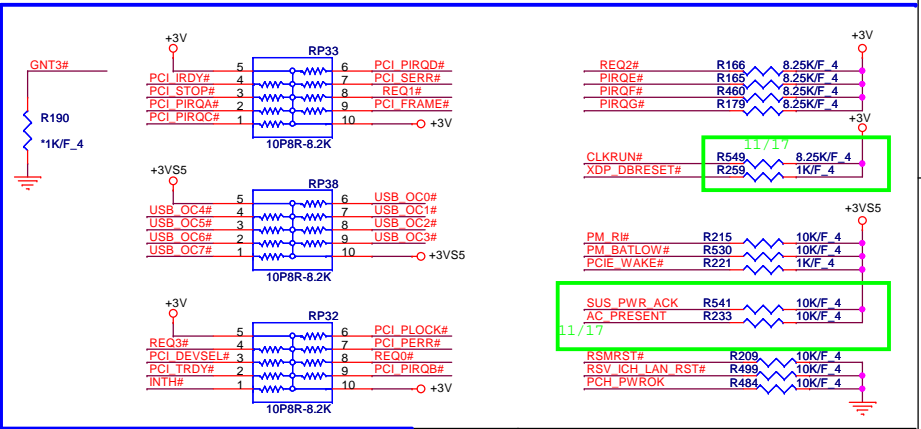 GNT3#
R190
*1K/F_4
+3V
RP33
PCI_IRDY# 5 6 PCI_PIRQD#
PCI_STOP# 4 7 PCI_SERR#
PCI_PIRQA# 3 8 REQ1#
PCI_PIRQC# 2 9 PCI_FRAME#
1 10 +3V
10P8R-8.2K
+3VS5
RP38
5 6 USB_OC0#
USB_OC4# 4 7 USB_OC1#
USB_OC5# 3 8 USB_OC2#
USB_OC6# 2 9 USB_OC3#
USB_OC7# 1 10 +3VS5
10P8R-8.2K
+3V
RP32
5 6 PCI_PLOCK#
REQ3# 4 7 PCI_PERR#
PCI_DEVSEL# 3 8 REQ0#
PCI_TRDY# 2 9 PCI_PIRQB#
INTH# 1 10 +3V
10P8R-8.2K
+3V
REQ2# R166 8.25K/F_4
PIRQE# R165 8.25K/F_4
PIRQF# R460 8.25K/F_4
PIRQG# R179 8.25K/F_4
+3V
11/17
CLKRUN# R549 8.25K/F_4
XDP_DBRESET# R259 1K/F_4
+3VS5
PM_RI# R215 10K/F_4
PM_BATLOW# R530 10K/F_4
PCIE_WAKE# R221 1K/F_4
SUS_PWR_ACK R541 10K/F_4
AC_PRESENT R233 10K/F_4
11/17
RSMRST# R209 10K/F_4
RSV_ICH_LAN_RST# R499 10K/F_4
PCH_PWROK R484 10K/F_4